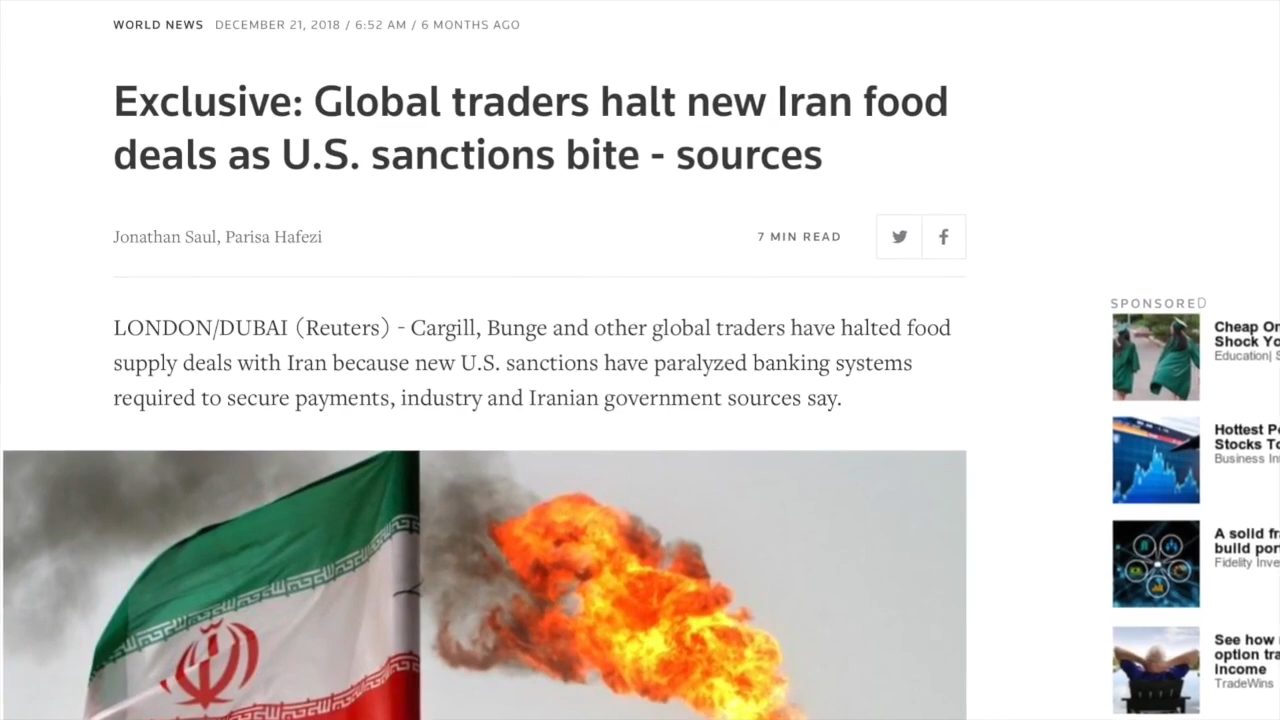 WORLD NEWS DECEMBER 21, 2018 / 6:52 AM / 6 MONTHS AGO
Exclusive: Global traders halt new Iran food
deals as U.S. sanctions bite - sources
Jonathan Saul, Parisa Hafezi
7 MIN READ
LONDON/DUBAI (Reuters) - Cargill, Bunge and other global traders have halted food
supply deals with Iran because new U.S. sanctions have paralyzed banking systems
required to secure payments, industry and Iranian government sources say.
SPONSORED
Cheap
Shock
Education|
Hottest
Stocks
Business
A solid
build
Fidelity
See how
option
income
TradeWins